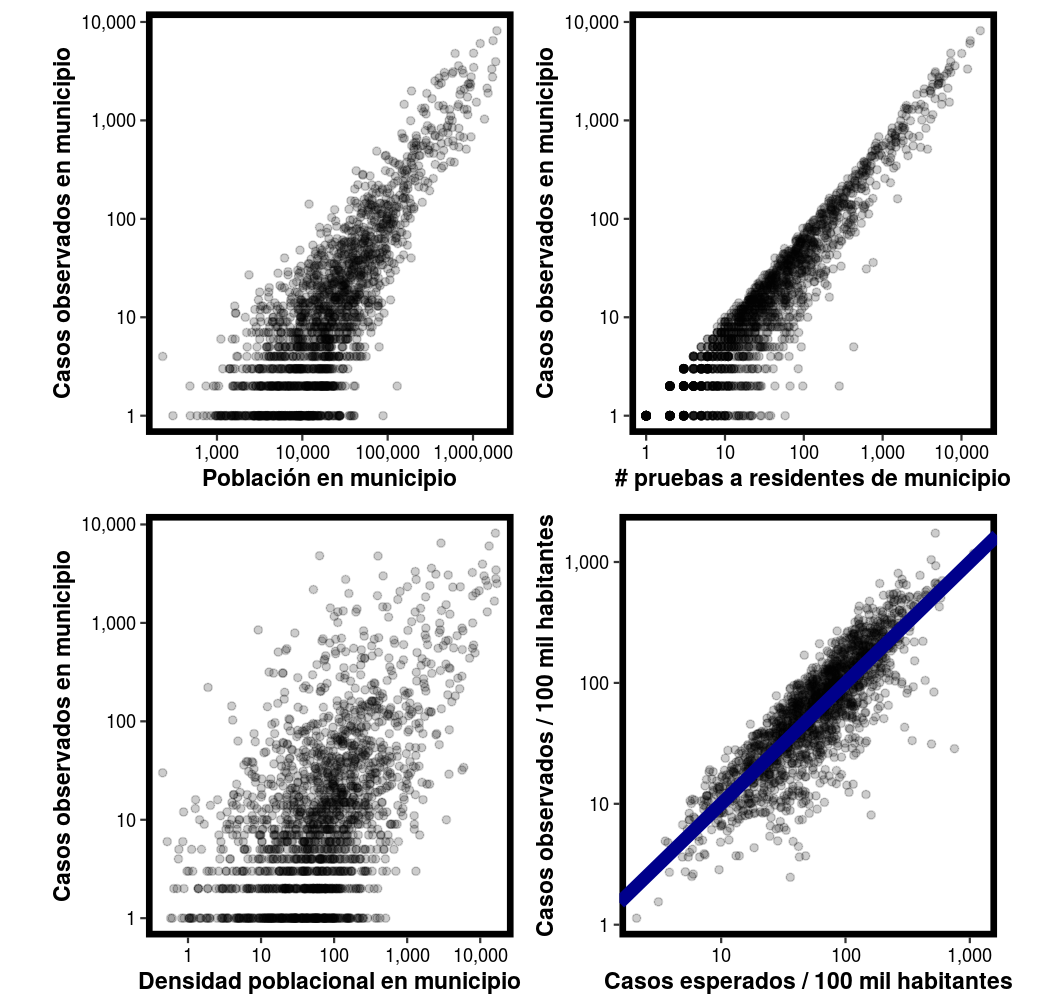 Casos observados en municipio
10,000
1,000
100
10
1
1,000 10,000 100,000 1,000,000
Población en municipio
Casos observados en municipio
10,000
1,000
100
10
1
1 10 100 1,000 10,000
# pruebas a residentes de municipio
Casos observados en municipio
10,000
1,000
100
10
1
1 10 100 1,000 10,000
Densidad poblacional en municipio
Casos observados / 100 mil habitantes
1,000
100
10
1
10 100 1,000
Casos esperados / 100 mil habitantes